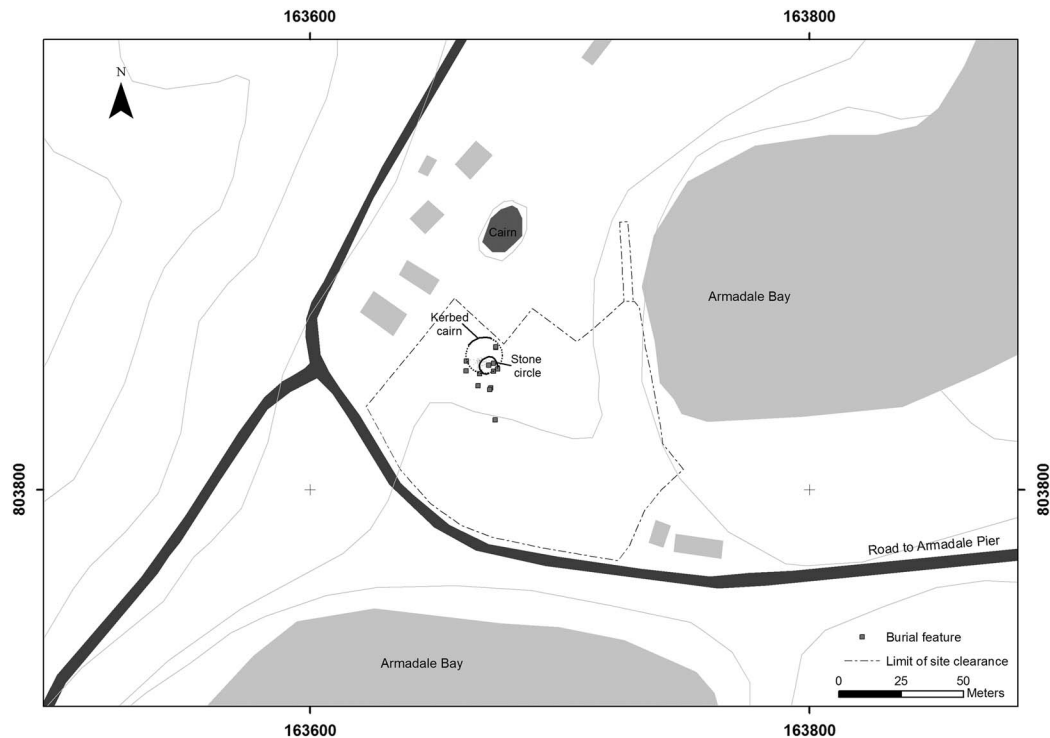 163600
163800
N
Cairn
Armadale Bay
Kerbed
cairn
Stone
circle
803800
803800
Road to Armadale Pier
Armadale Bay
Burial feature
Limit of site clearance
0 25 50
Meters
163600
163800